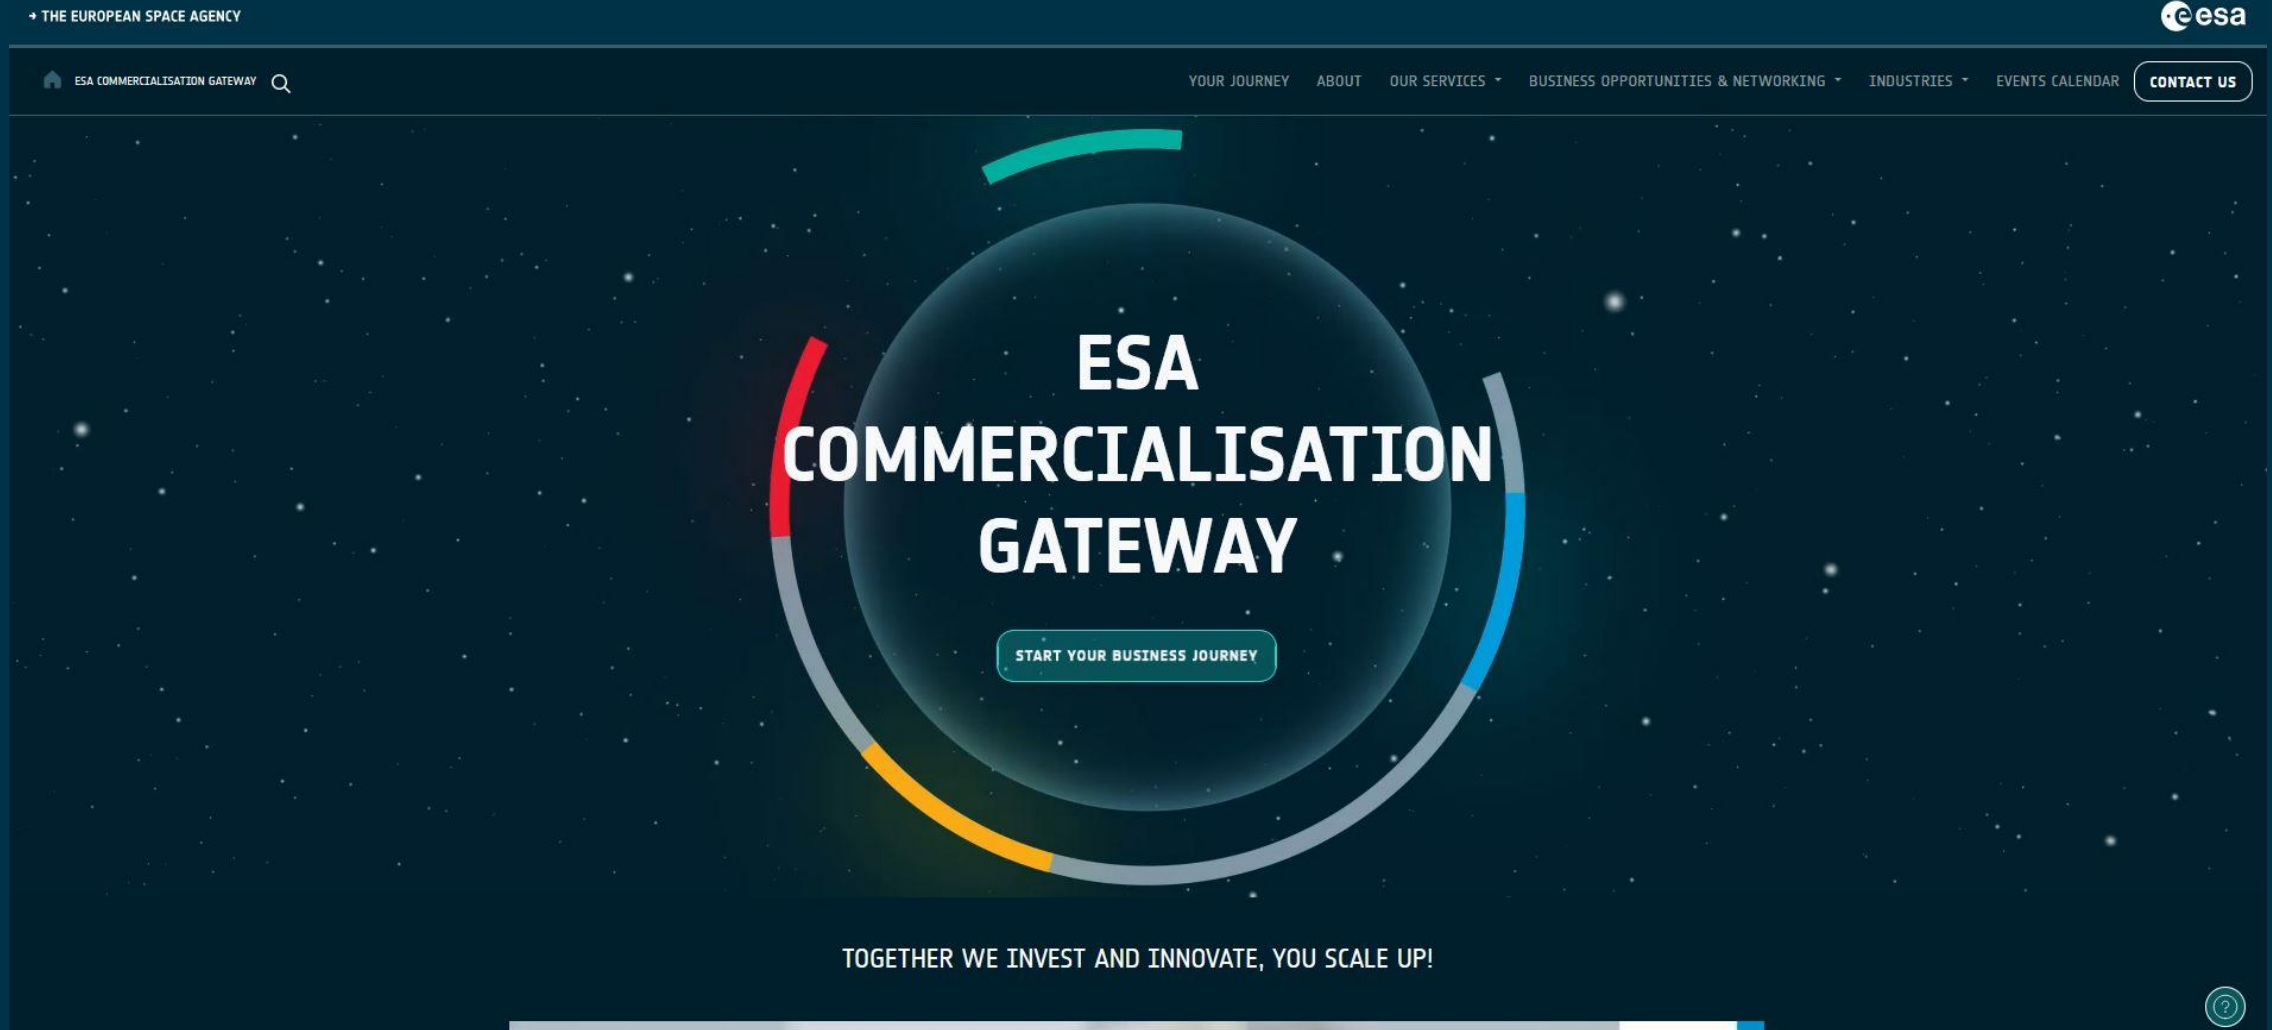 → THE EUROPEAN SPACE AGENCY
esa
ESA COMMERCIALISATION GATEWAY
YOUR JOURNEY
ABOUT
OUR SERVICES
BUSINESS OPPORTUNITIES & NETWORKING
INDUSTRIES
EVENTS CALENDAR
CONTACT US
ESA
COMMERCIALISATION
GATEWAY
START YOUR BUSINESS JOURNEY
TOGETHER WE INVEST AND INNOVATE, YOU SCALE UP!
?